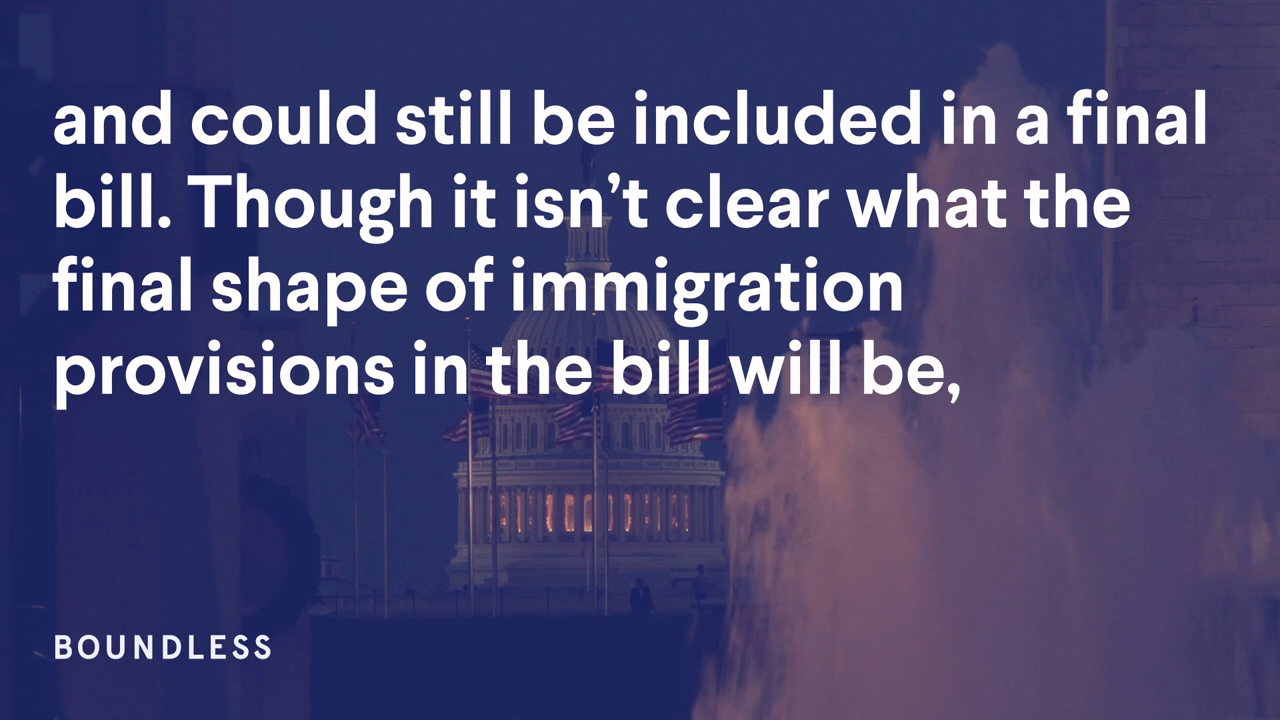 and could still be included in a final
bill. Though it isn’t clear what the
final shape of immigration
provisions in the bill will be,
BOUNDLESS